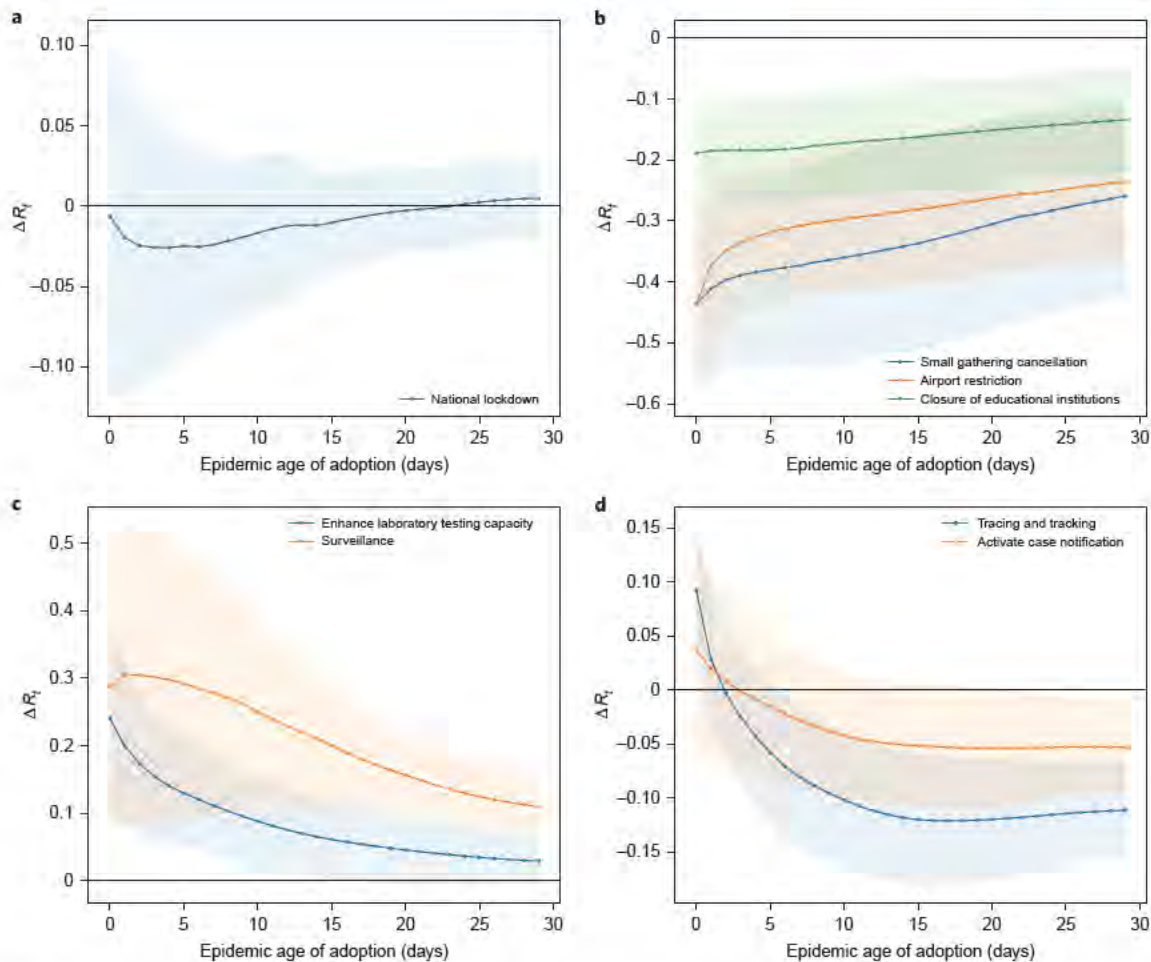 a
0.10
0.05
0
–0.05
–0.10
ΔRt
National lockdown
0 5 10 15 20 25 30
Epidemic age of adoption (days)
b
0
–0.1
–0.2
–0.3
–0.4
–0.5
–0.6
ΔRt
Small gathering cancellation
Airport restriction
Closure of educational institutions
0 5 10 15 20 25 30
Epidemic age of adoption (days)
c
0.5
0.4
0.3
0.2
0.1
0
ΔRt
Enhance laboratory testing capacity
Surveillance
0 5 10 15 20 25 30
Epidemic age of adoption (days)
d
0.15
0.10
0.05
0
–0.05
–0.10
–0.15
ΔRt
Tracing and tracking
Activate case notification
0 5 10 15 20 25 30
Epidemic age of adoption (days)